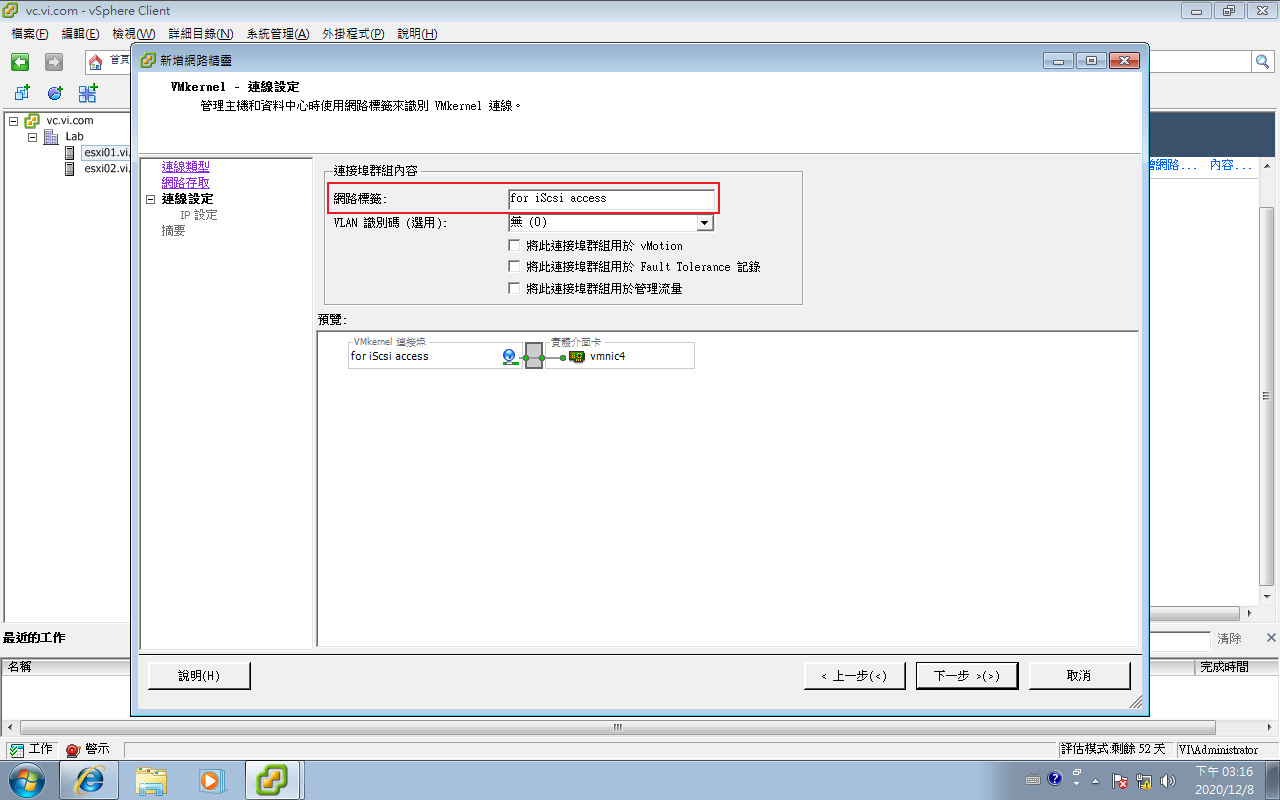 vc.vi.com - vSphere Client
檔案(F) 編輯(E) 檢視(W) 詳細目錄(N) 系統管理(A) 外掛程式(P) 說明(H)
首頁
新增網路精靈
VMkernel - 連線設定
管理主機和資料中心時使用網路標籤來識別 VMkernel 連線。
vc.vi.com
Lab
esxi01.vi.
esxi02.vi.
連線類型
網路存取
連線設定
IP 設定
摘要
連接埠群組內容
網路標籤:
for iScsi access
VLAN 識別碼 (選用):
無 (0)
將此連接埠群組用於 vMotion
將此連接埠群組用於 Fault Tolerance 記錄
將此連接埠群組用於管理流量
預覽:
VMkernel 連接埠
for iScsi access
實體介面卡
vmnic4
網路... 內容...
說明(H)
< 上一步(<)
下一步 >(>)
取消
最近的工作
清除
名稱
完成時間
工作 警示
評估模式:剩餘 52 天
VI\Administrator
下午 03:16
2020/12/8